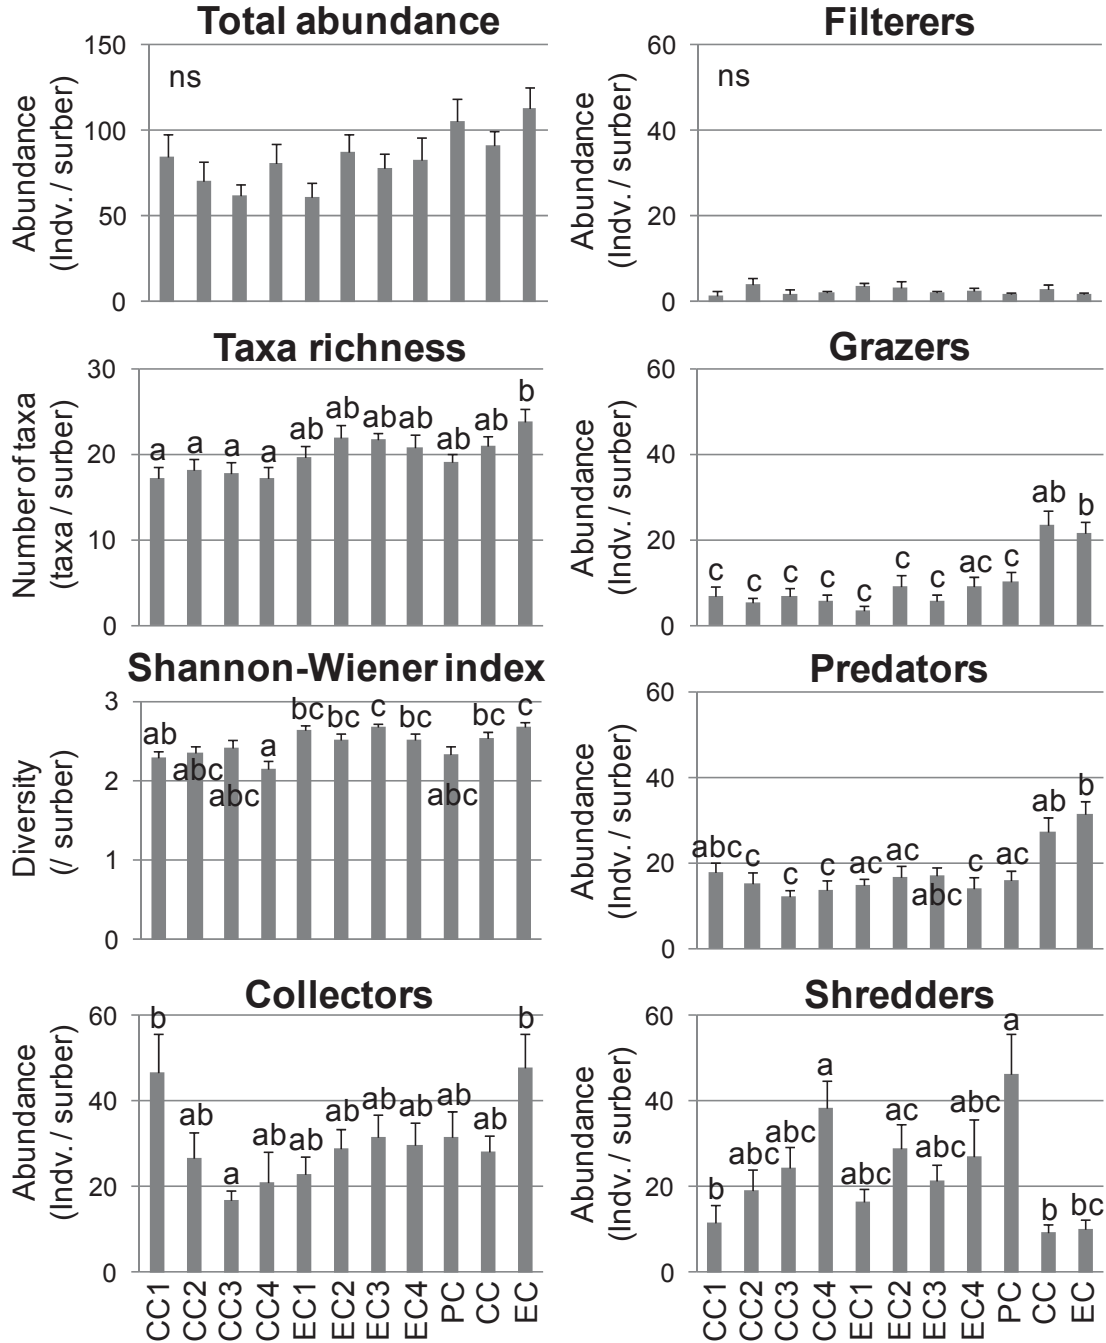 Total abundance
Abundance
(Indv. / surber)
150
100
50
0
ns
Filterers
Abundance
(Indv. / surber)
60
40
20
0
ns
Taxa richness
Number of taxa
(taxa / surber)
30
20
10
0
a a a a ab ab ab ab ab ab b
Grazers
Abundance
(Indv. / surber)
60
40
20
0
c c c c c c c ac c ab b
Shannon-Wiener index
Diversity
(/ surber)
3
2
1
0
ab abc abc a bc bc c bc abc bc c
Predators
Abundance
(Indv. / surber)
60
40
20
0
abc c c c ac ac abc c ac ab b
Collectors
Abundance
(Indv. / surber)
60
40
20
0
b ab a ab ab ab ab ab ab ab b
CC1 CC2 CC3 CC4 EC1 EC2 EC3 EC4 PC CC EC
Shredders
Abundance
(Indv. / surber)
60
40
20
0
b abc abc a abc ac abc abc a b bc
CC1 CC2 CC3 CC4 EC1 EC2 EC3 EC4 PC CC EC